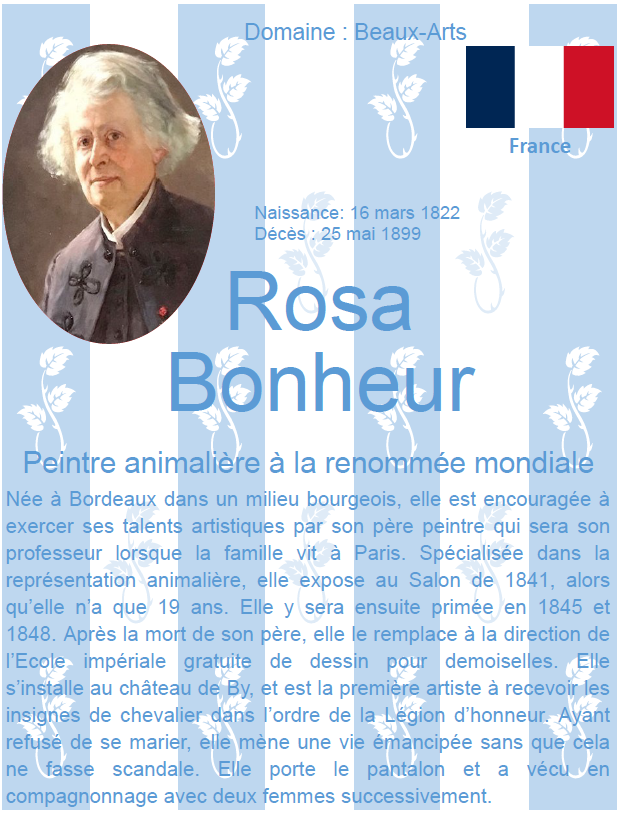 Domaine : Beaux-Arts
France
Naissance: 16 mars 1822
Décès : 25 mai 1899
Rosa
Bonheur
Peintre animalière à la renommée mondiale
Née à Bordeaux dans un milieu bourgeois, elle est encouragée à
exercer ses talents artistiques par son père peintre qui sera son
professeur lorsque la famille vit à Paris. Spécialisée dans la
représentation animalière, elle expose au Salon de 1841, alors
qu’elle n’a que 19 ans. Elle y sera ensuite primée en 1845 et
1848. Après la mort de son père, elle le remplace à la direction de
l’Ecole impériale gratuite de dessin pour demoiselles. Elle
s’installe au château de By, et est la première artiste à recevoir les
insignes de chevalier dans l’ordre de la Légion d’honneur. Ayant
refusé de se marier, elle mène une vie émancipée sans que cela
ne fasse scandale. Elle porte le pantalon et a vécu en
compagnonnage avec deux femmes successivement.